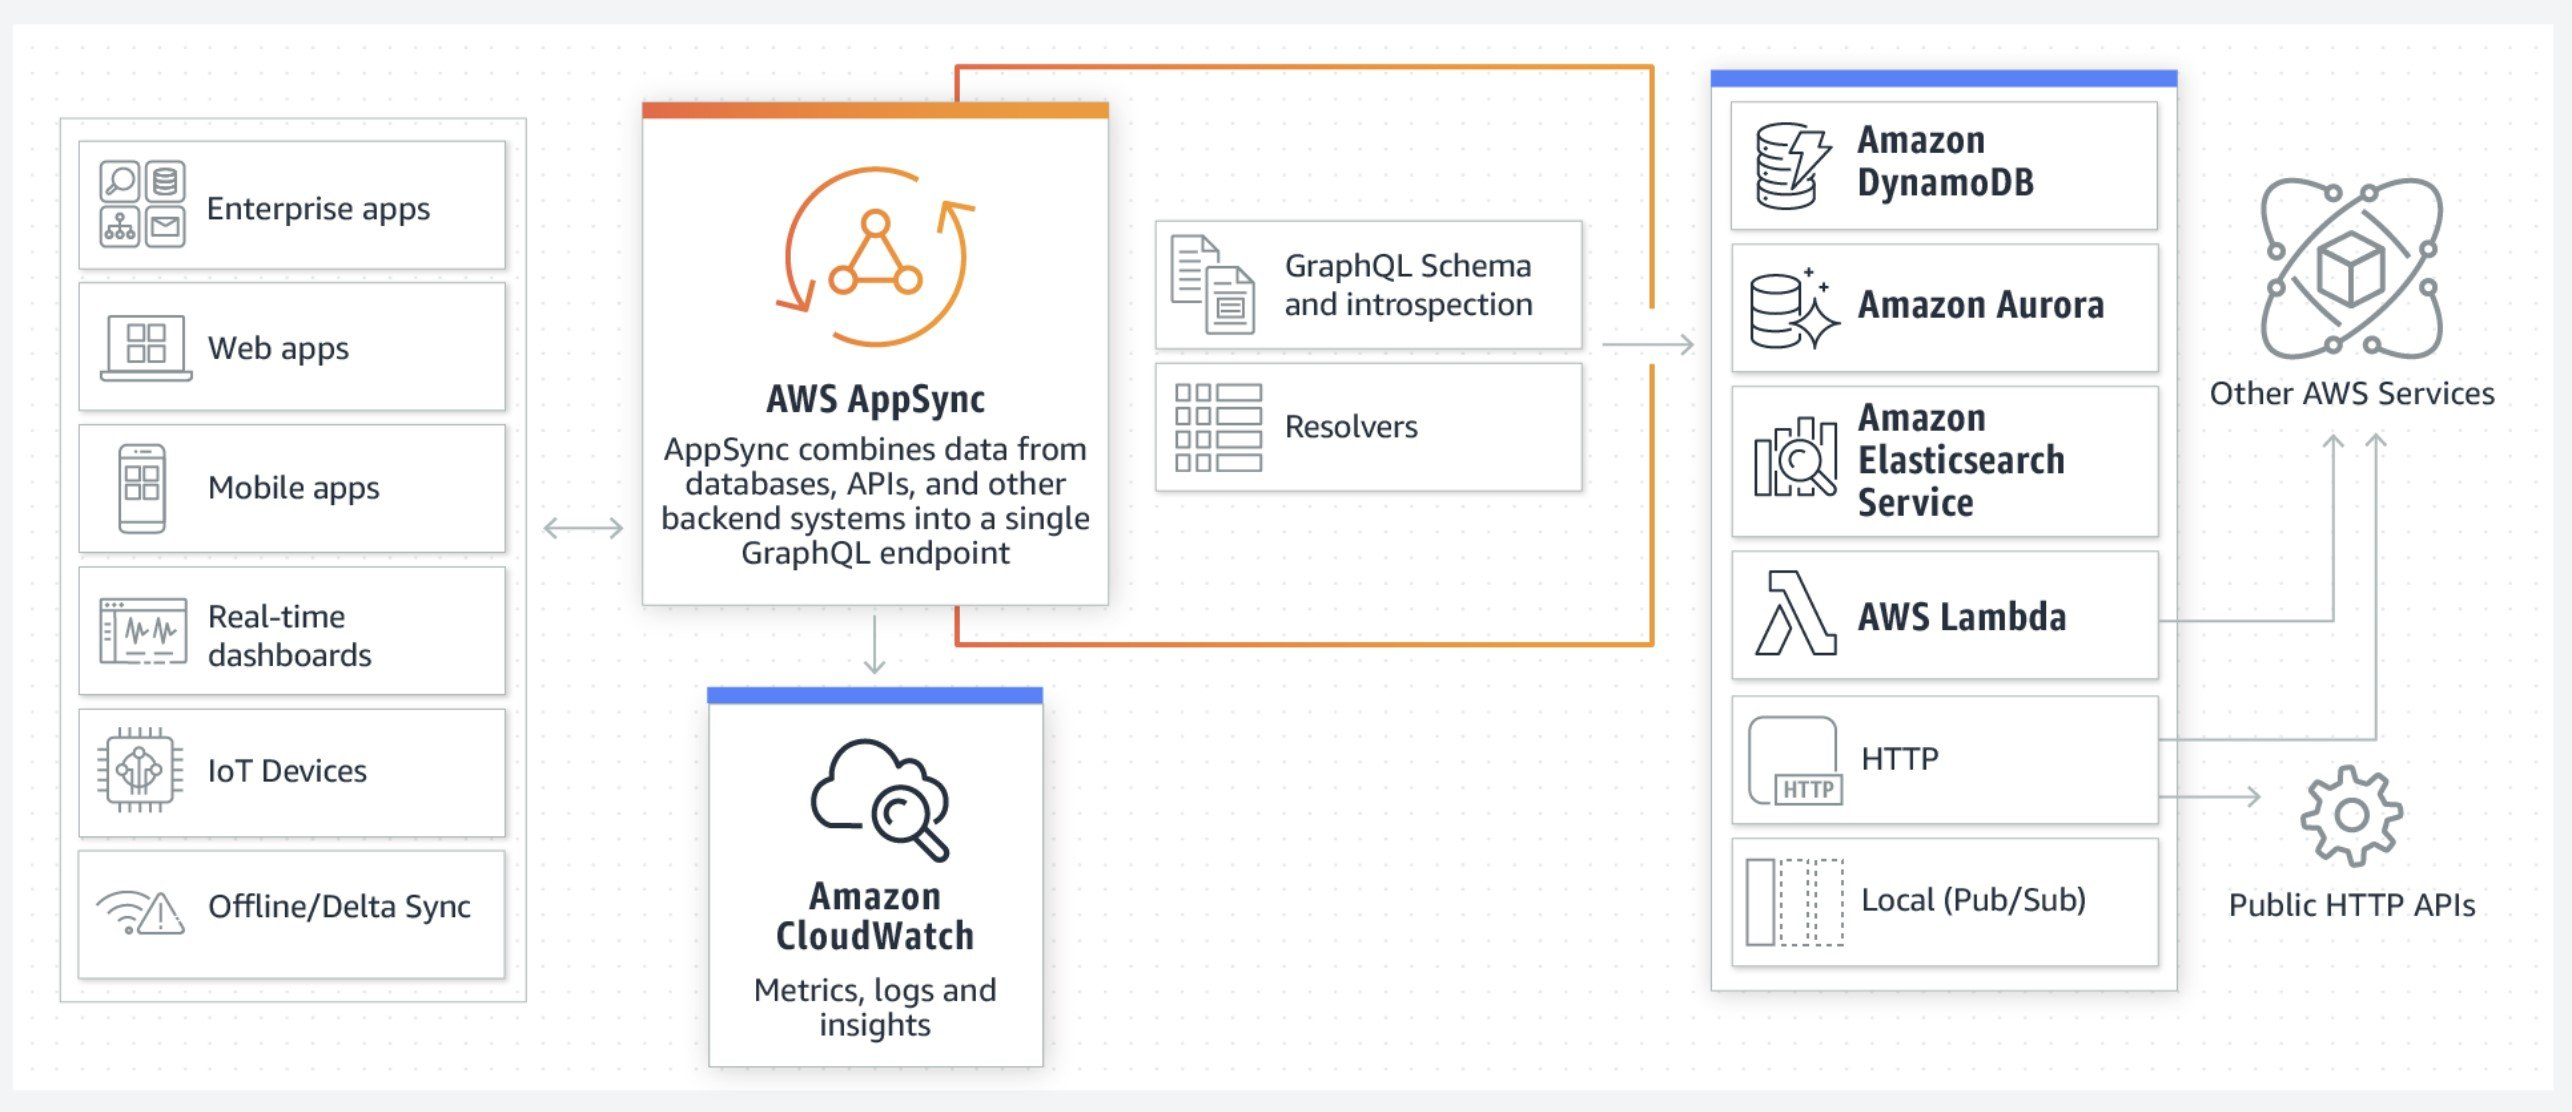 Enterprise apps
Web apps
Mobile apps
Real-time
dashboards
IoT Devices
Offline/Delta Sync
AWS AppSync
AppSync combines data from
databases, APIs, and other
backend systems into a single
GraphQL endpoint
Amazon
CloudWatch
Metrics, logs and
insights
GraphQL Schema
and introspection
Resolvers
Amazon
DynamoDB
Amazon Aurora
Amazon
Elasticsearch
Service
AWS Lambda
HTTP
HTTP
Local (Pub/Sub)
Other AWS Services
Public HTTP APIs